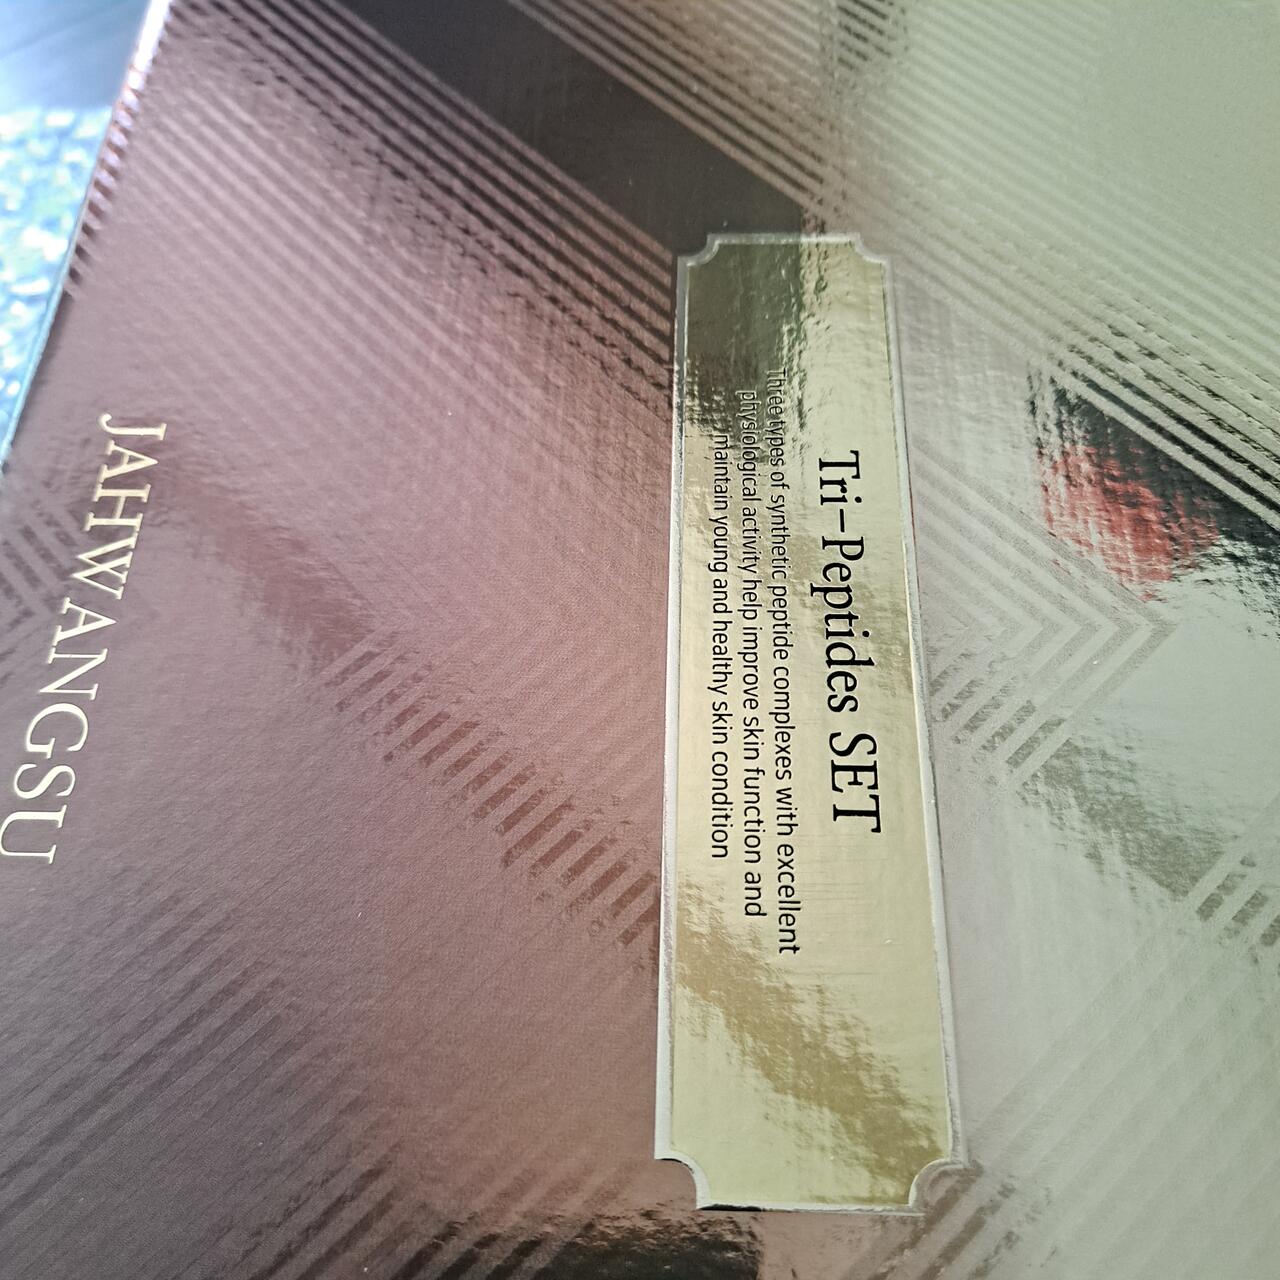 Tri-Peptides SET
Three types of synthetic peptide complexes with excellent
physiological activity help improve skin function and
maintain young and healthy skin condition
JAHWANGSU